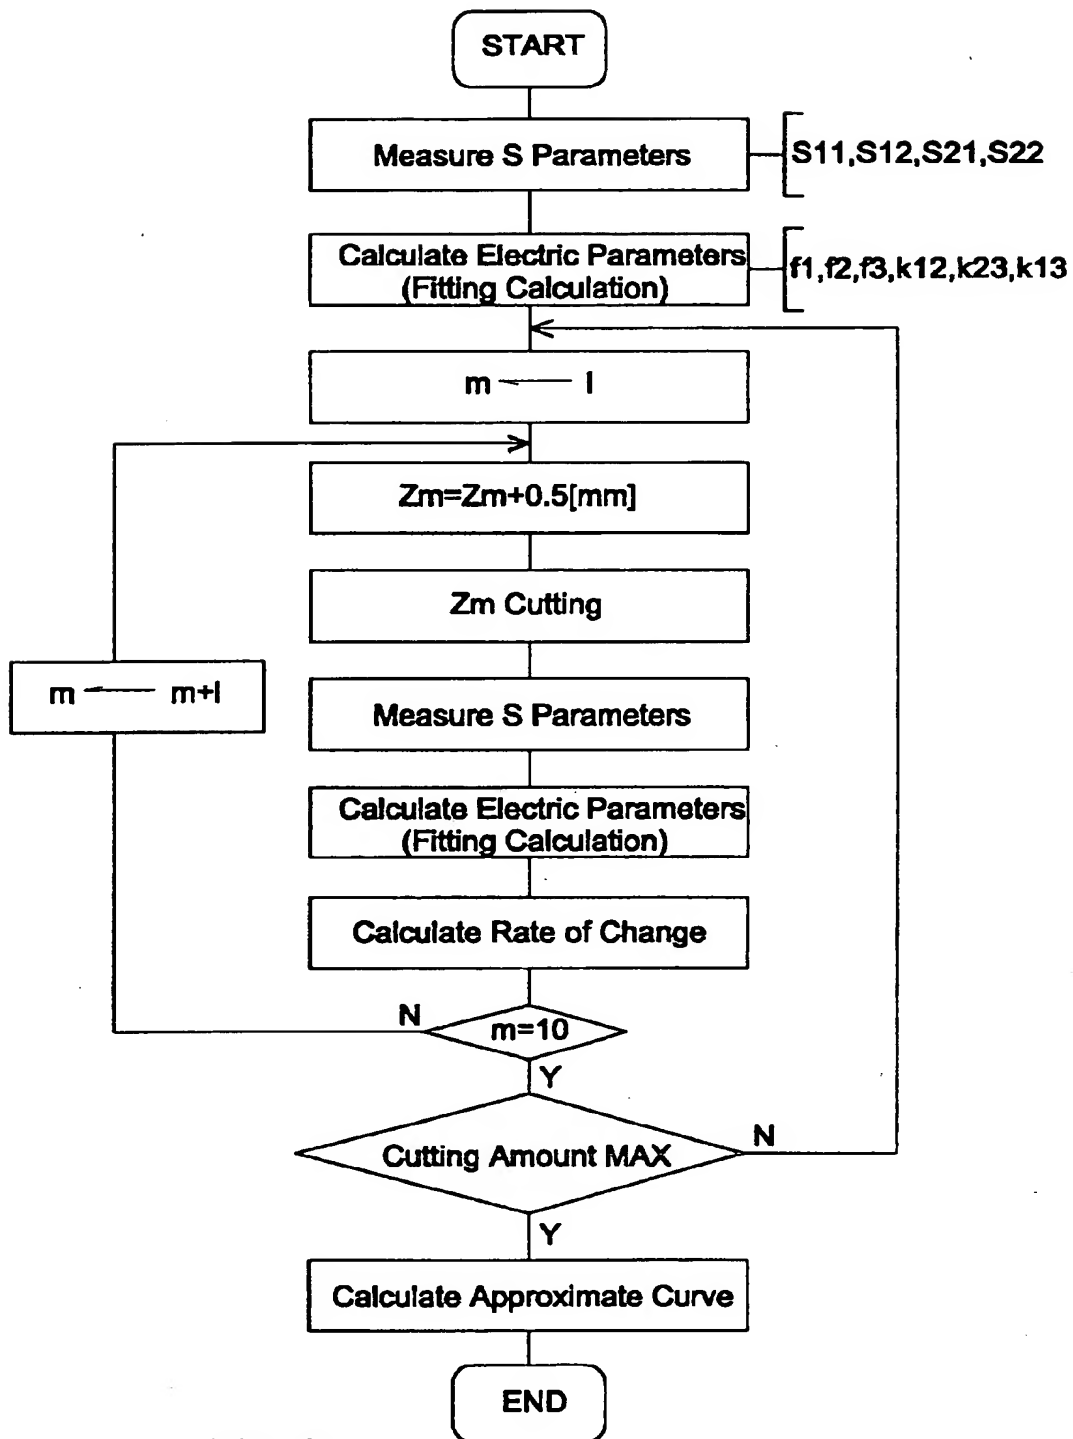 START
Measure S Parameters
S11,S12,S21,S22
Calculate Electric Parameters
(Fitting Calculation)
f1,f2,f3,k12,k23,k13
m ← l
Zm=Zm+0.5[mm]
Zm Cutting
m ← m+l
Measure S Parameters
Calculate Electric Parameters
(Fitting Calculation)
Calculate Rate of Change
N
m=10
Y
Cutting Amount MAX
N
Y
Calculate Approximate Curve
END